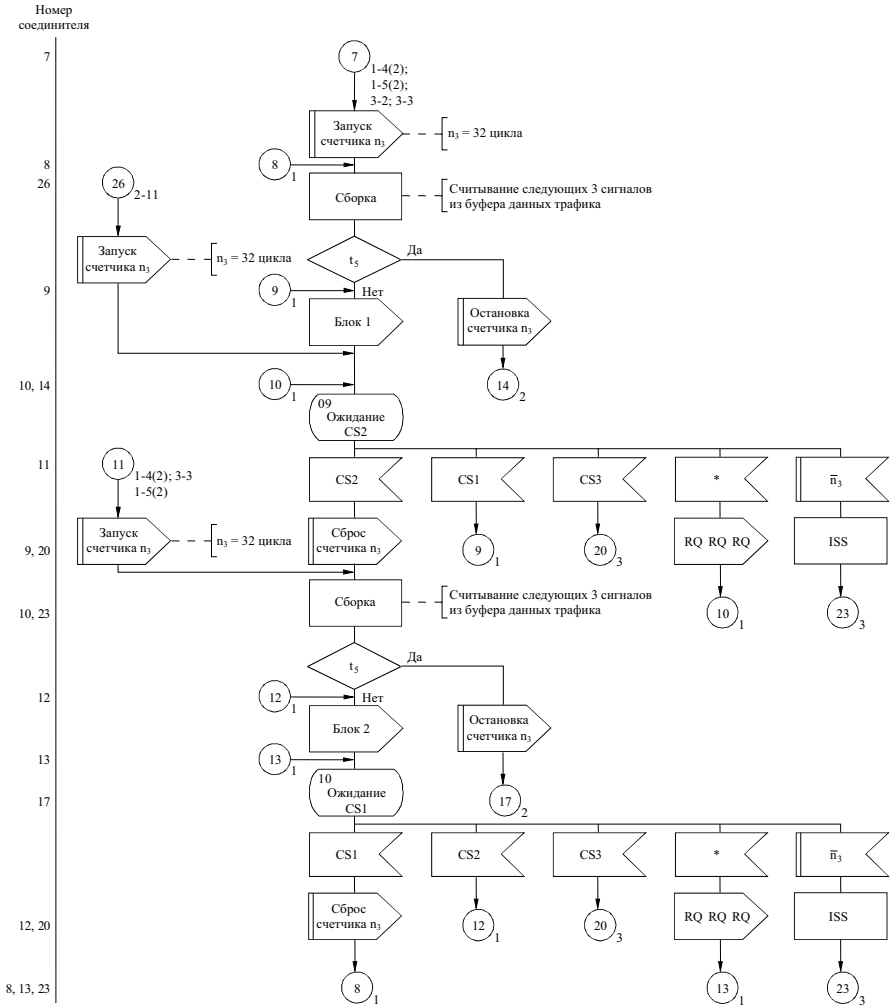 Номер
соединителя
7
7
1-4(2);
1-5(2);
3-2; 3-3
Запуск
счетчика n3
n3 = 32 цикла
8
8
1
26
26
2-11
Сборка
Считывание следующих 3 сигналов
из буфера данных трафика
Запуск
счетчика n3
n3 = 32 цикла
t5
Да
9
9
1
Нет
Блок 1
Остановка
счетчика n3
10, 14
10
1
14
2
09
Ожидание
CS2
11
11
1-4(2); 3-3
1-5(2)
CS2
CS1
CS3
*
n̅3
Запуск
счетчика n3
n3 = 32 цикла
Сброс
счетчика n3
9
1
20
3
RQ RQ RQ
ISS
9, 20
10, 23
Сборка
Считывание следующих 3 сигналов
из буфера данных трафика
10
1
23
3
t5
Да
12
12
1
Нет
Блок 2
Остановка
счетчика n3
13
13
1
17
10
Ожидание
CS1
17
2
CS1
CS2
CS3
*
n̅3
12, 20
Сброс
счетчика n3
12
1
20
3
RQ RQ RQ
ISS
8, 13, 23
8
1
13
1
23
3